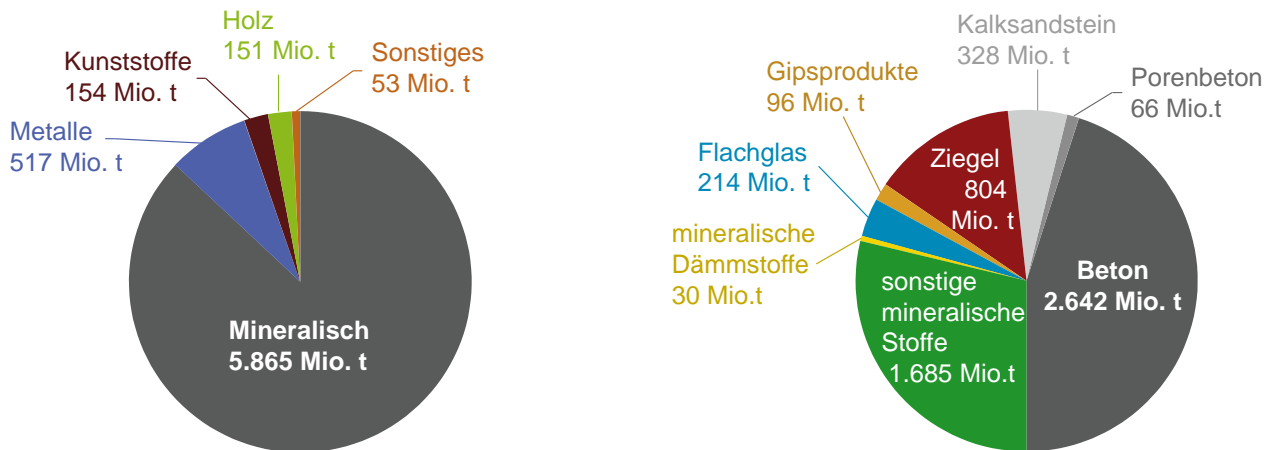 Holz
151 Mio. t
Kunststoffe
154 Mio. t
Sonstiges
53 Mio. t
Metalle
517 Mio. t
Mineralisch
5.865 Mio. t
Kalksandstein
328 Mio. t
Gipsprodukte
96 Mio. t
Porenbeton
66 Mio.t
Flachglas
214 Mio. t
Ziegel
804
Mio. t
mineralische
Dämmstoffe
30 Mio.t
Beton
2.642 Mio. t
sonstige
mineralische
Stoffe
1.685 Mio.t